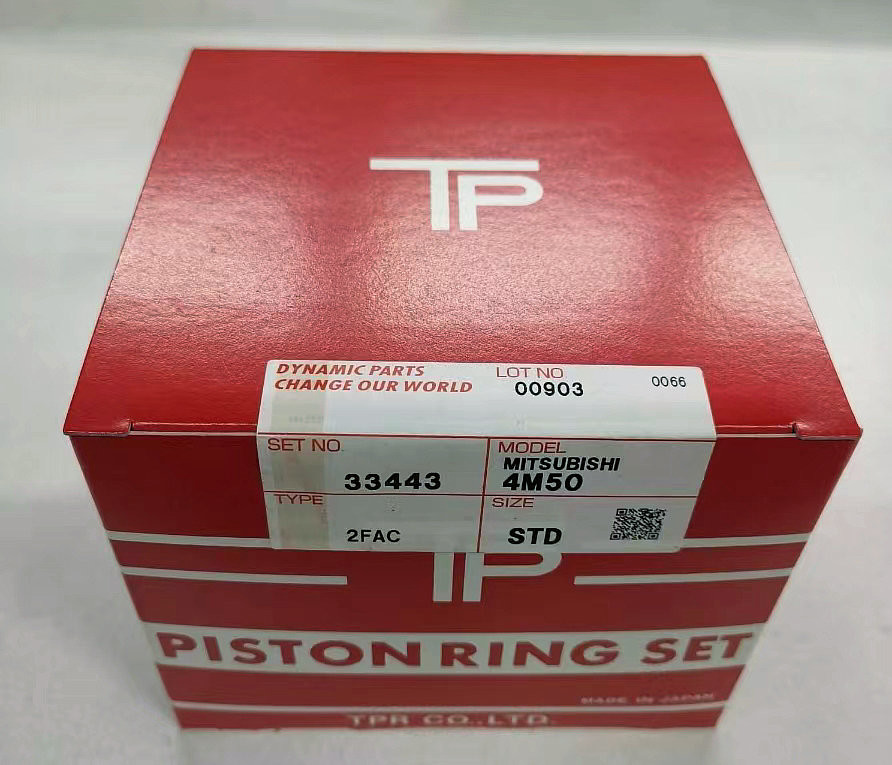 TP
DYNAMIC PARTS
CHANGE OUR WORLD
LOT NO
00903
0066
SET NO.
33443
MODEL
MITSUBISHI
4M50
TYPE
2FAC
SIZE
STD
TP
PISTON RING SET
MADE IN JAPAN
TPR CO.,LTD.